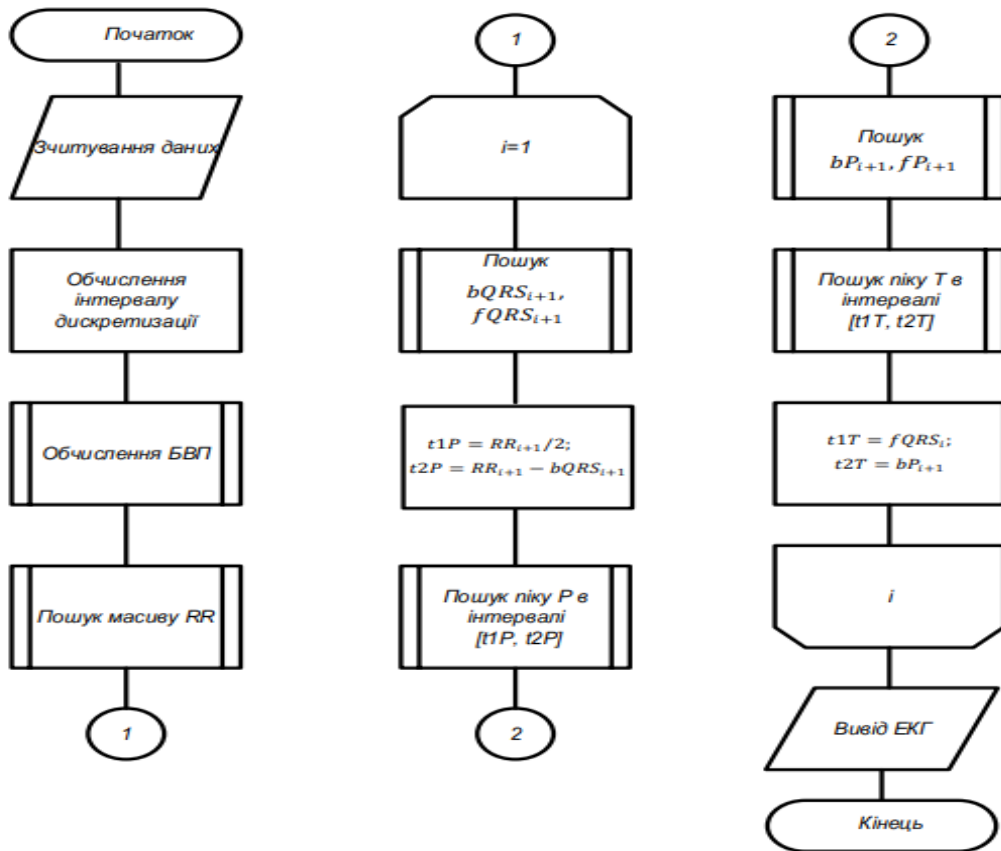 Початок
Зчитування даних
Обчислення
інтервалу
дискретизації
Обчислення БВП
Пошук масиву RR
1
1
i=1
Пошук
bQRS_{i+1},
fQRS_{i+1}
t1P = RR_{i+1}/2;
t2P = RR_{i+1} − bQRS_{i+1}
Пошук піку P в
інтервалі
[t1P, t2P]
2
2
Пошук
bP_{i+1}, fP_{i+1}
Пошук піку T в
інтервалі
[t1T, t2T]
t1T = fQRS_i;
t2T = bP_{i+1}
i
Вивід ЕКГ
Кінець